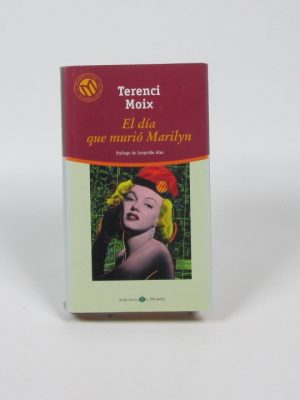 Terenci
Moix
El día
que murió Marilyn
Prólogo de Leopoldo Alas